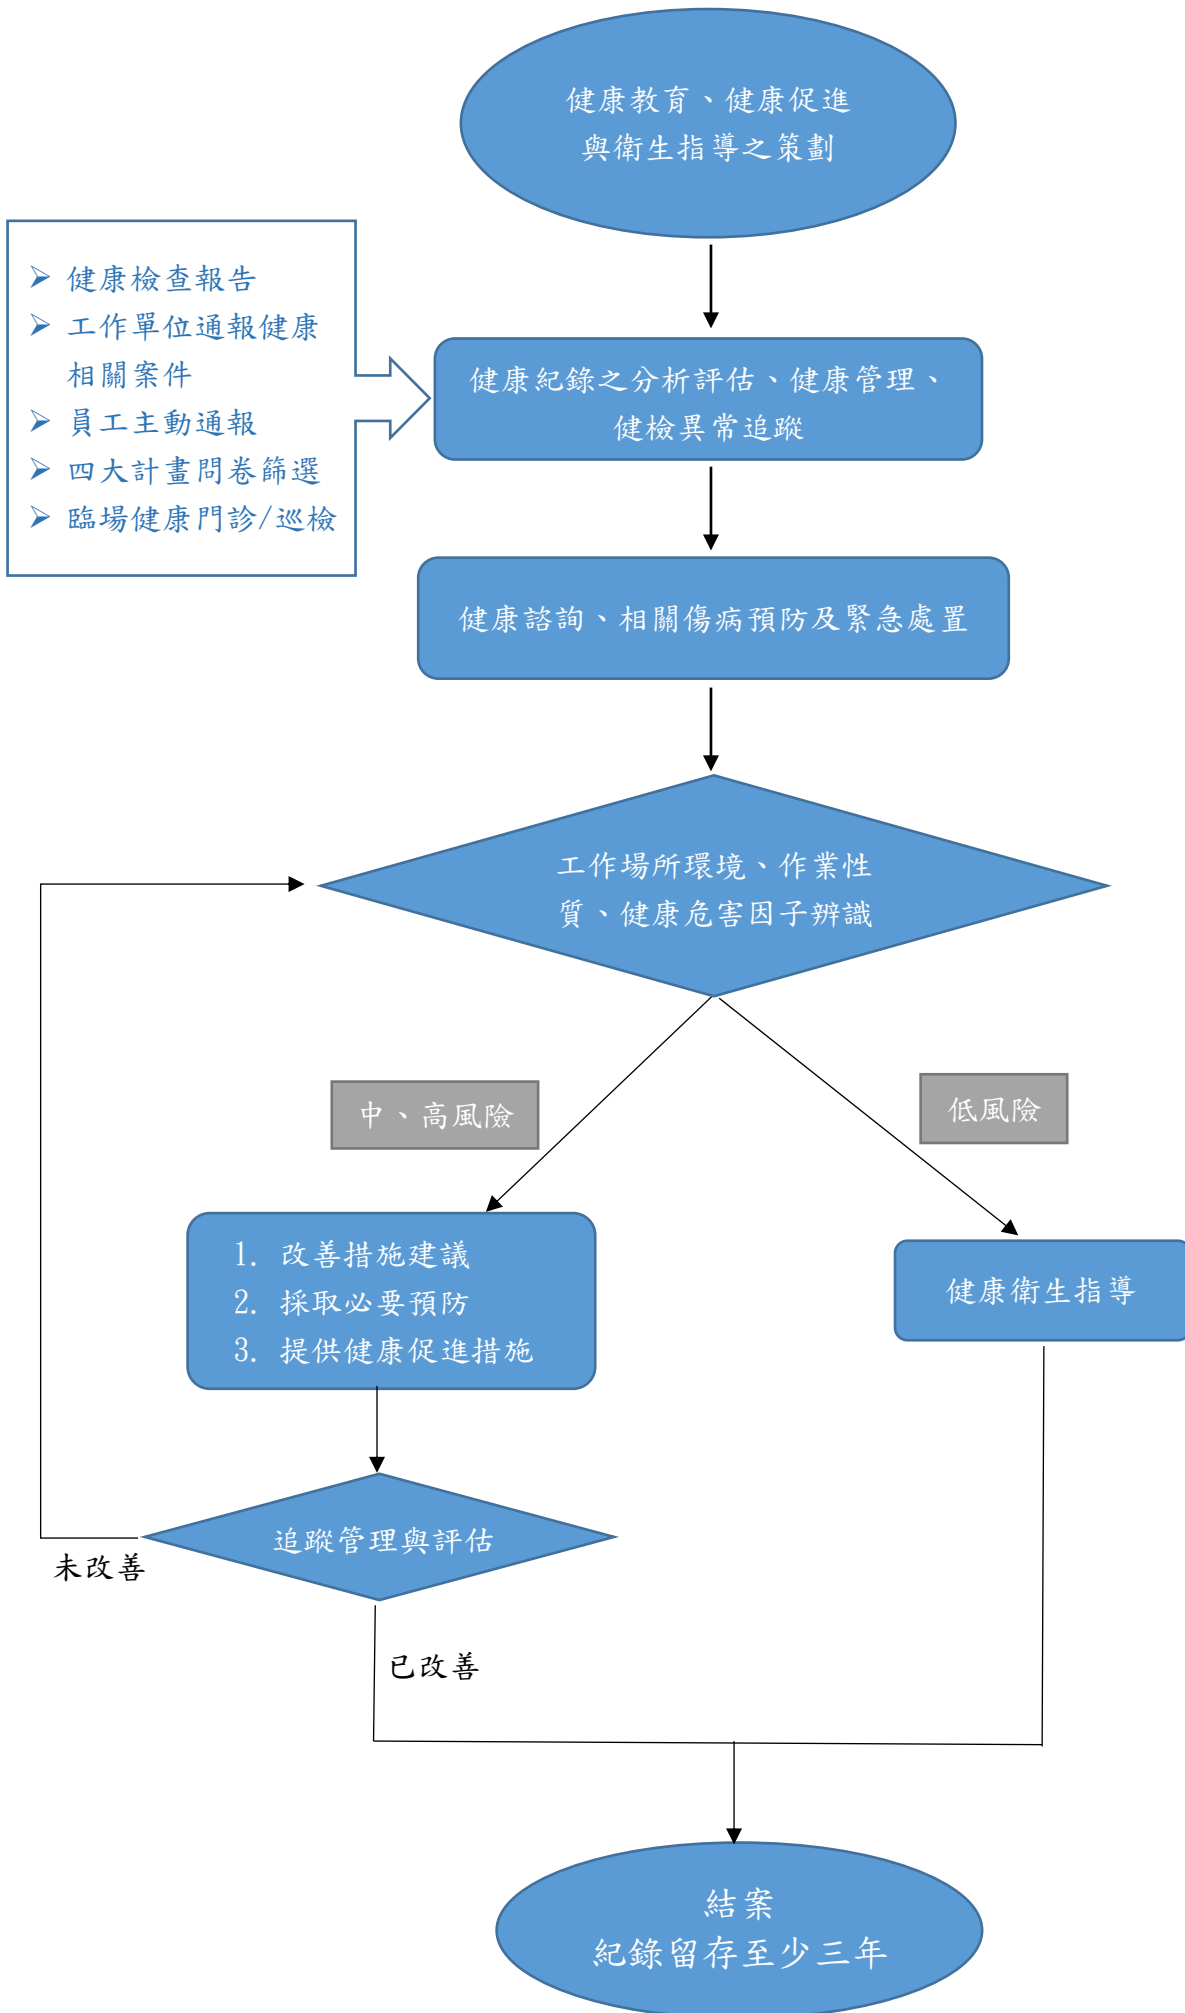 健康教育、健康促進
與衛生指導之策劃
➢ 健康檢查報告
➢ 工作單位通報健康
相關案件
➢ 員工主動通報
➢ 四大計畫問卷篩選
➢ 臨場健康門診/巡檢
健康紀錄之分析評估、健康管理、
健檢異常追蹤
健康諮詢、相關傷病預防及緊急處置
工作場所環境、作業性
質、健康危害因子辨識
中、高風險
低風險
1. 改善措施建議
2. 採取必要預防
3. 提供健康促進措施
健康衛生指導
追蹤管理與評估
未改善
已改善
結案
紀錄留存至少三年